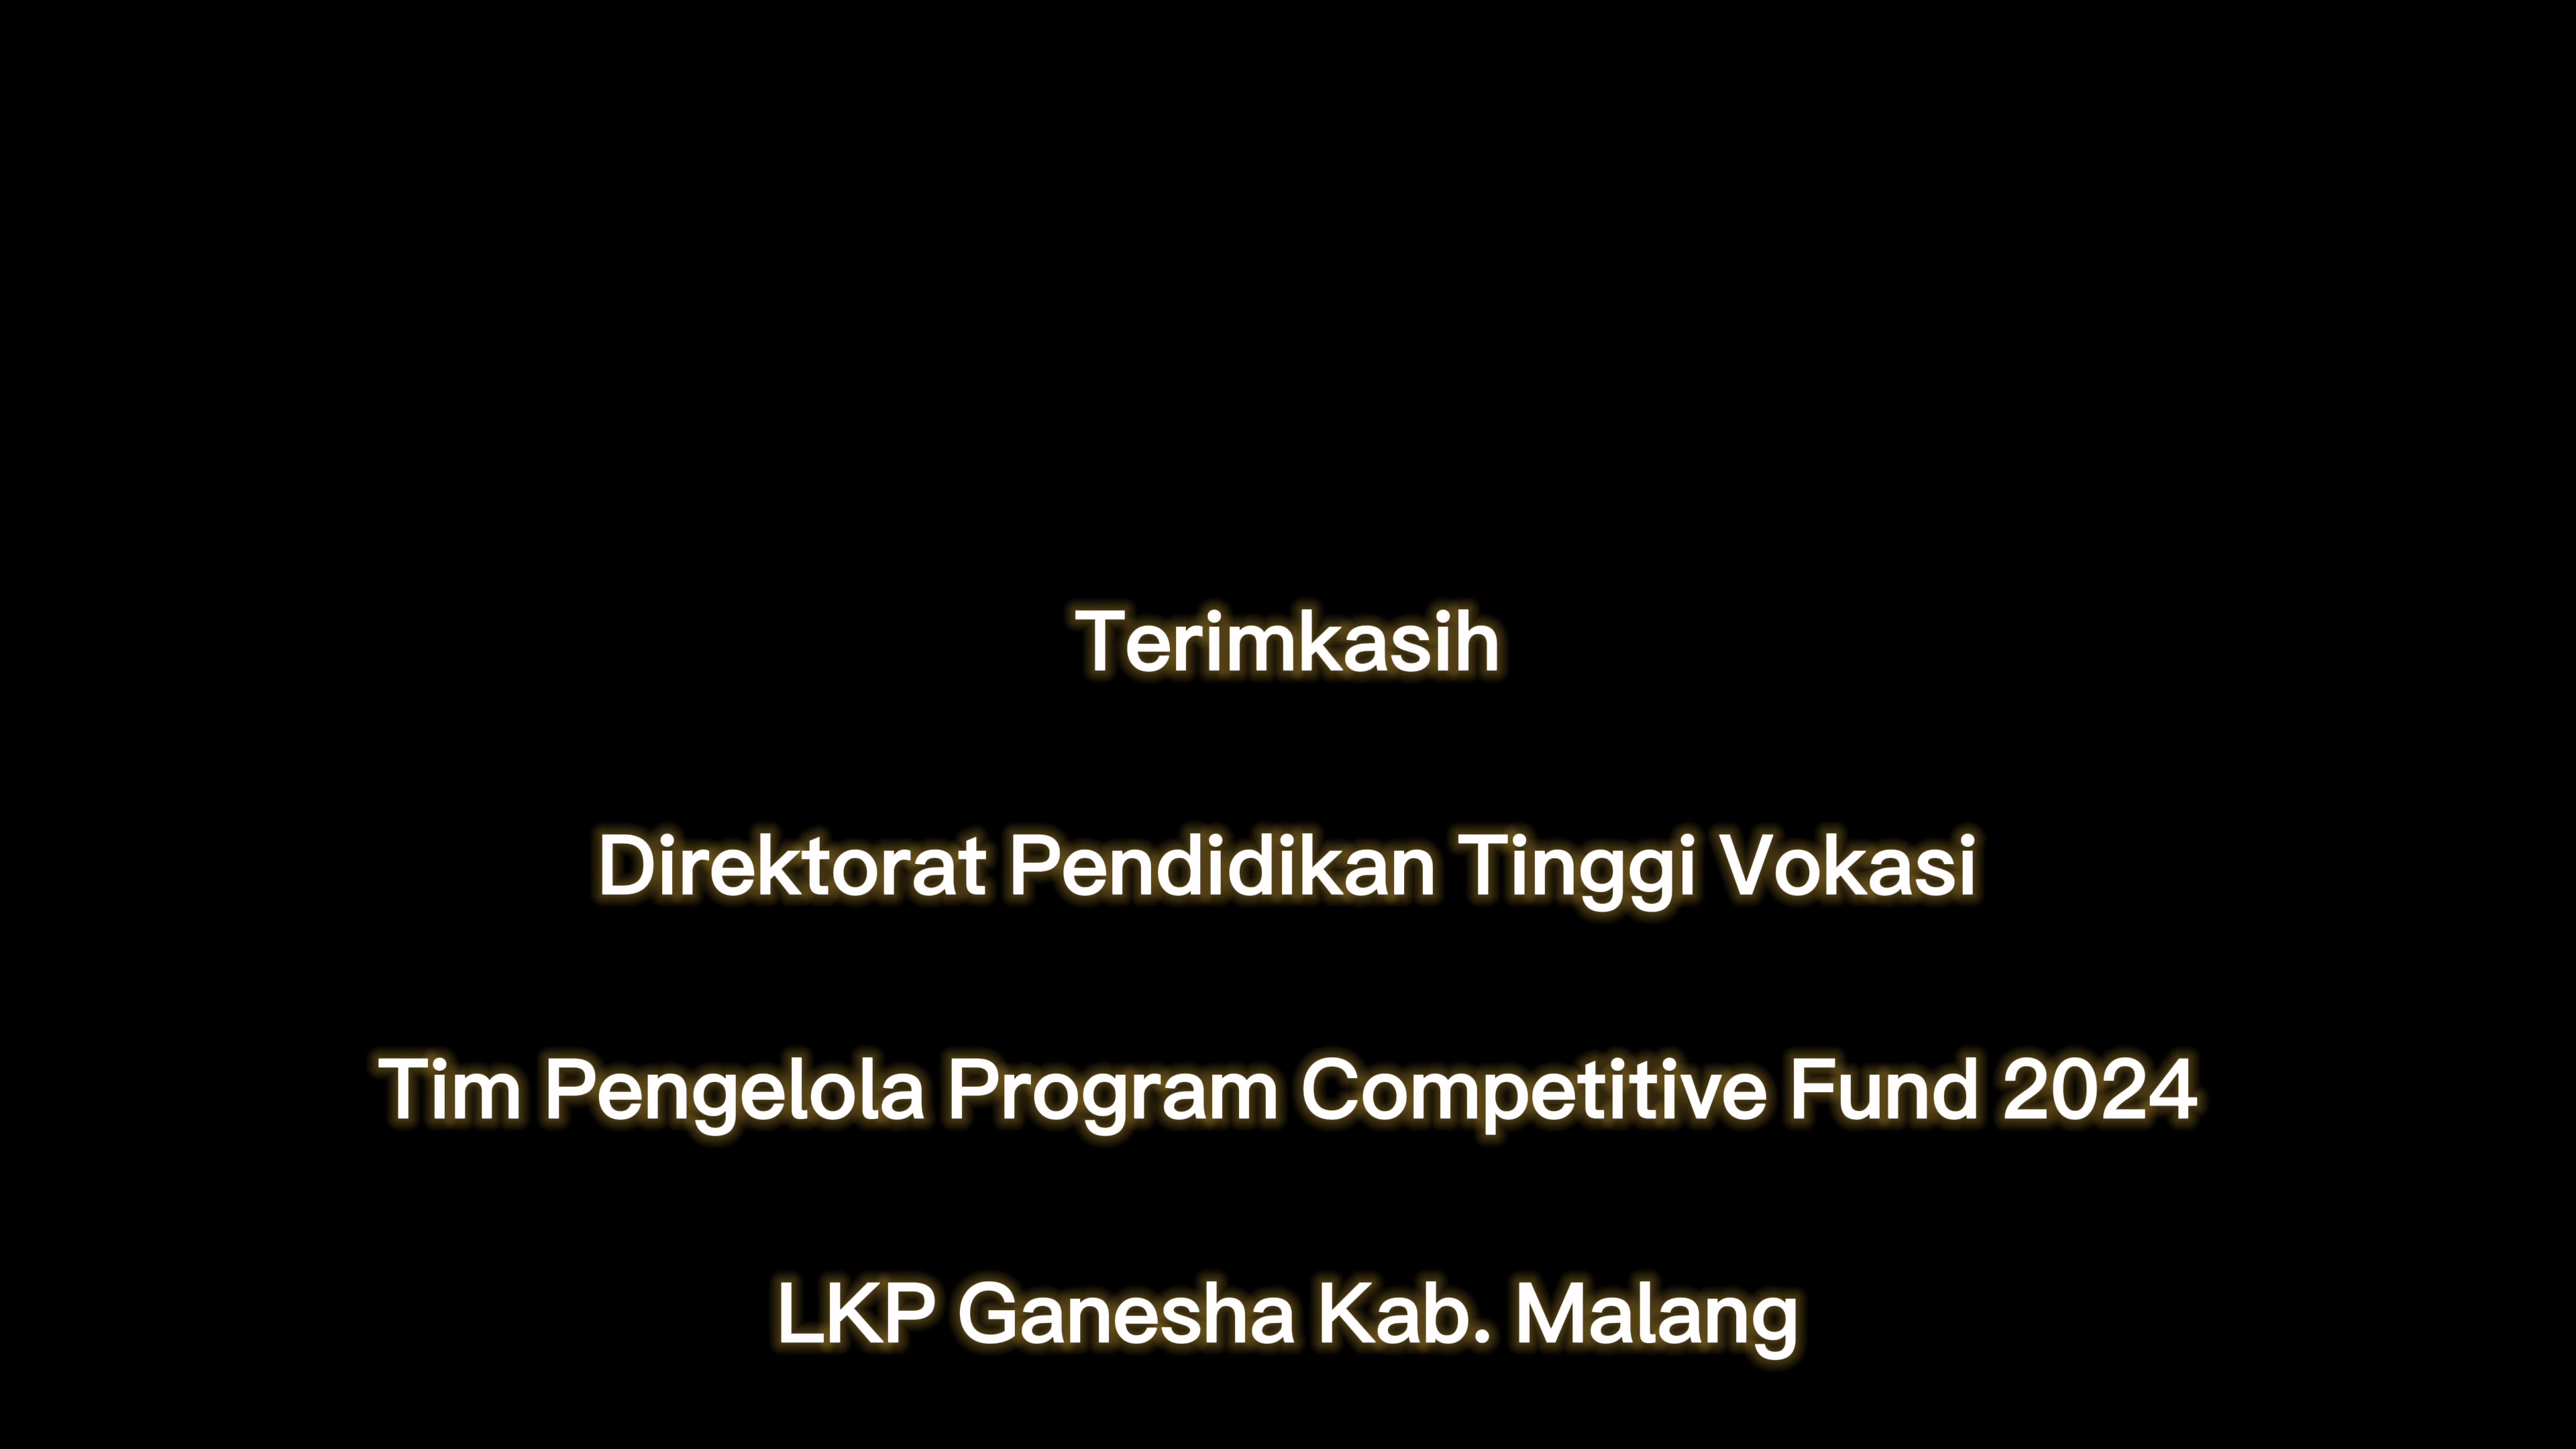 Terimkasih
Direktorat Pendidikan Tinggi Vokasi
Tim Pengelola Program Competitive Fund 2024
LKP Ganesha Kab. Malang